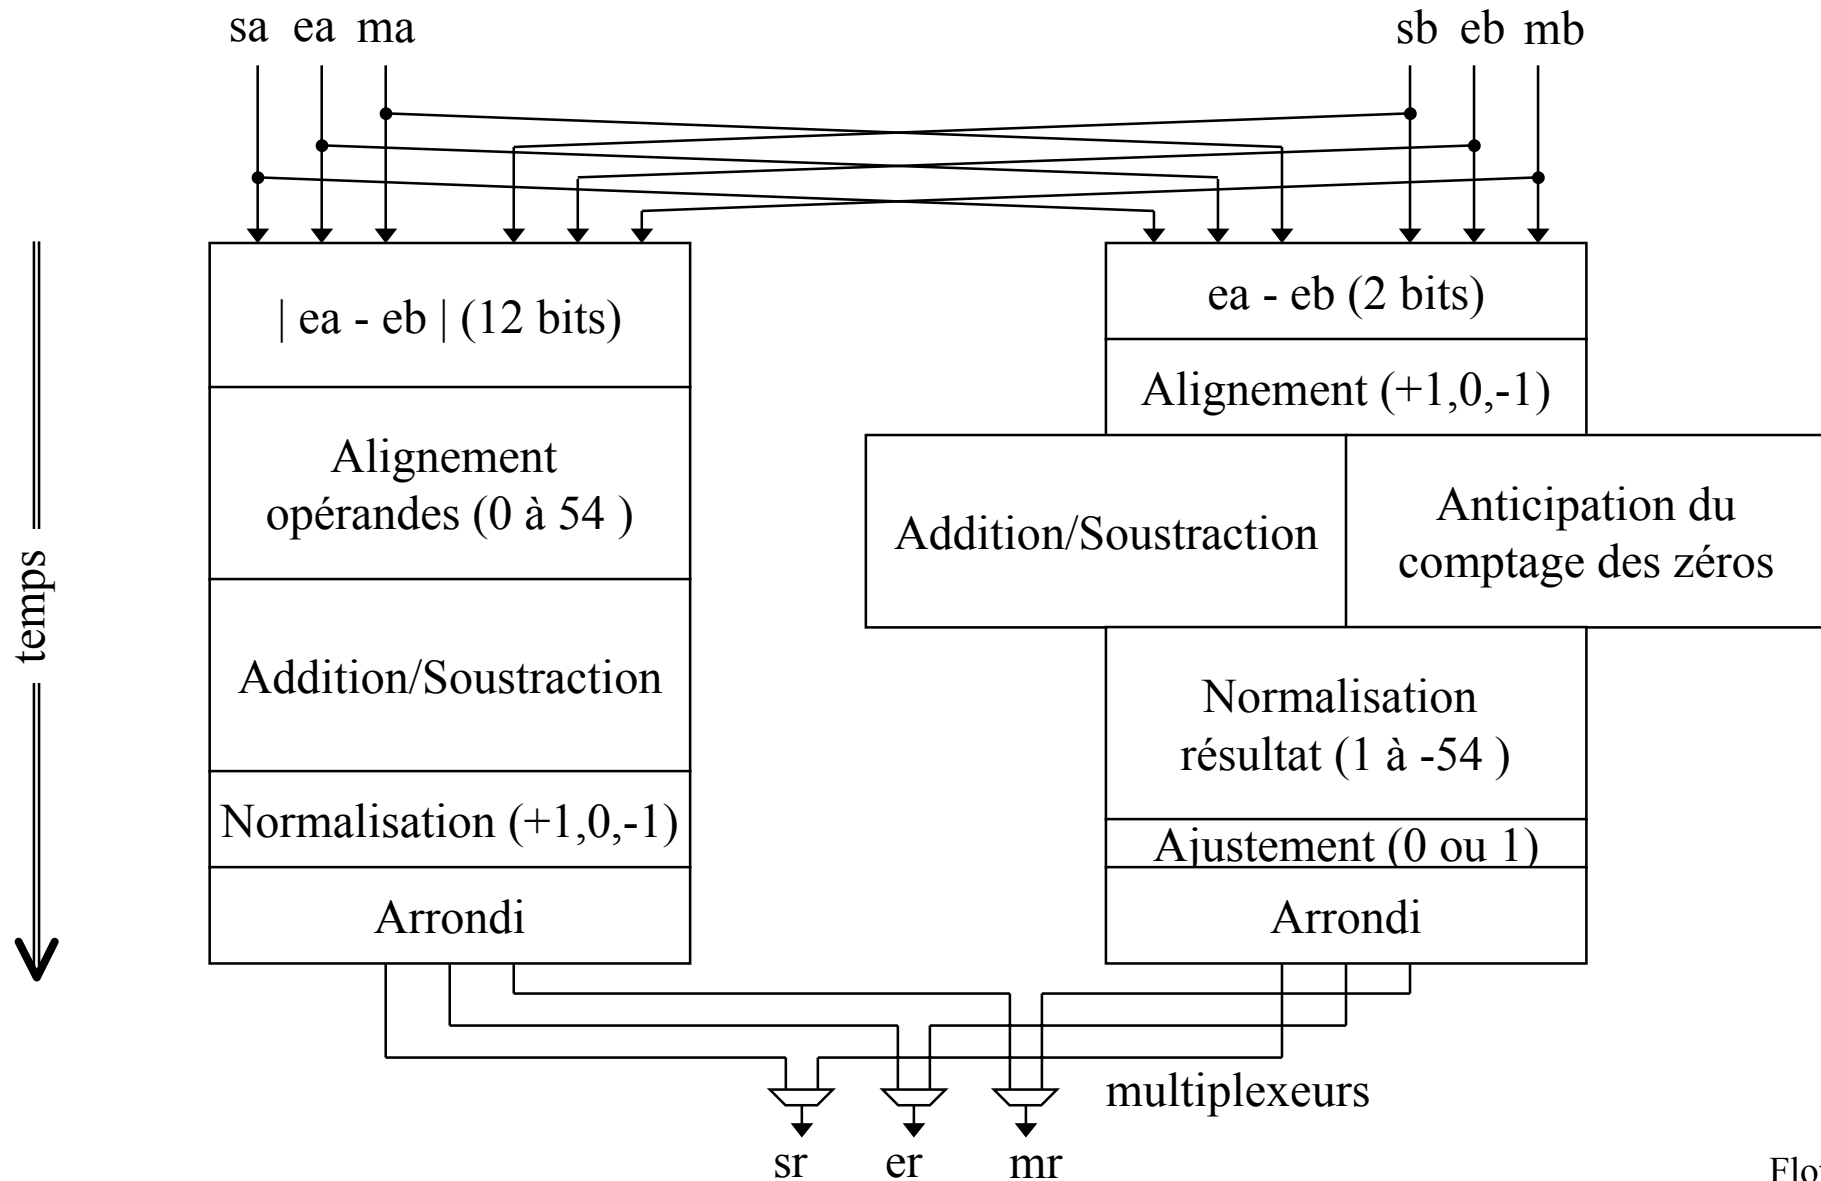 sa ea ma
sb eb mb
| ea - eb | (12 bits)
ea - eb (2 bits)
Alignement (+1,0,-1)
Alignement
opérandes (0 à 54 )
Addition/Soustraction
Anticipation du
comptage des zéros
temps
Addition/Soustraction
Normalisation
résultat (1 à -54 )
Normalisation (+1,0,-1)
Ajustement (0 ou 1)
Arrondi
Arrondi
multiplexeurs
sr er mr